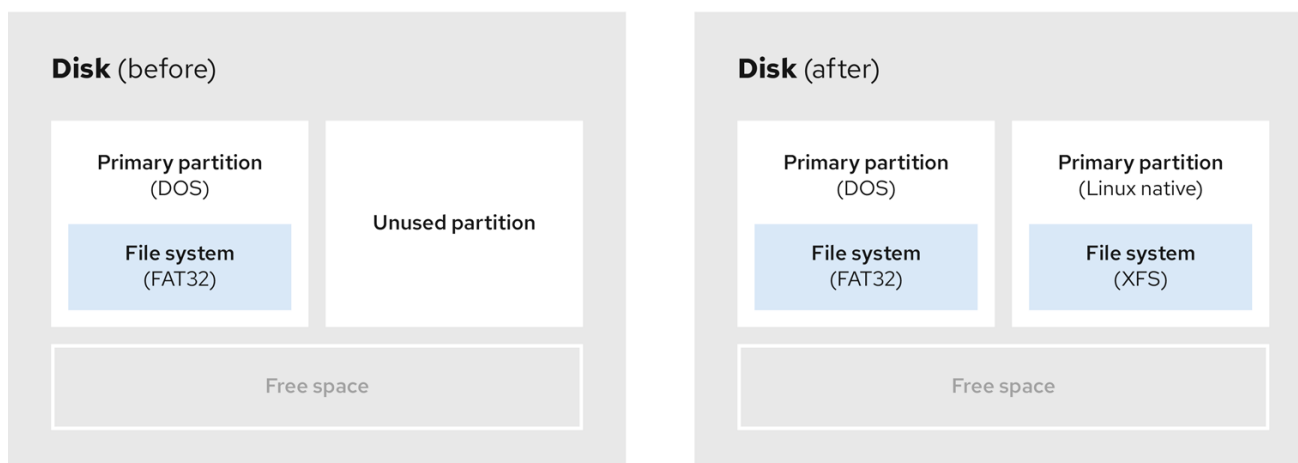 Disk (before)
Primary partition
(DOS)
File system
(FAT32)
Unused partition
Free space
Disk (after)
Primary partition
(DOS)
File system
(FAT32)
Primary partition
(Linux native)
File system
(XFS)
Free space